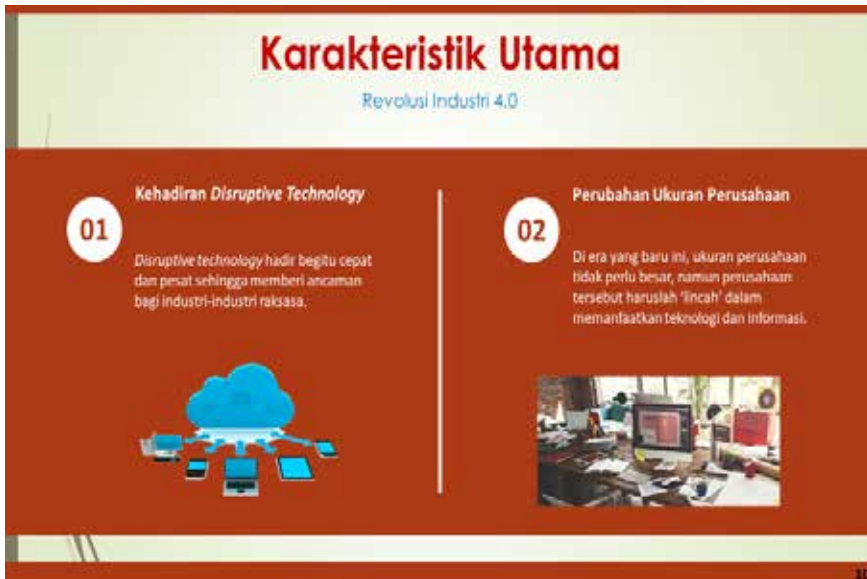 Karakteristik Utama
Revolusi Industri 4.0
01
Kehadiran Disruptive Technology
Disruptive technology hadir begitu cepat
dan pesat sehingga memberi ancaman
bagi industri-industri raksasa.
02
Perubahan Ukuran Perusahaan
Di era yang baru ini, ukuran perusahaan
tidak perlu besar, namun perusahaan
tersebut haruslah 'lincah' dalam
memanfaatkan teknologi dan informasi.